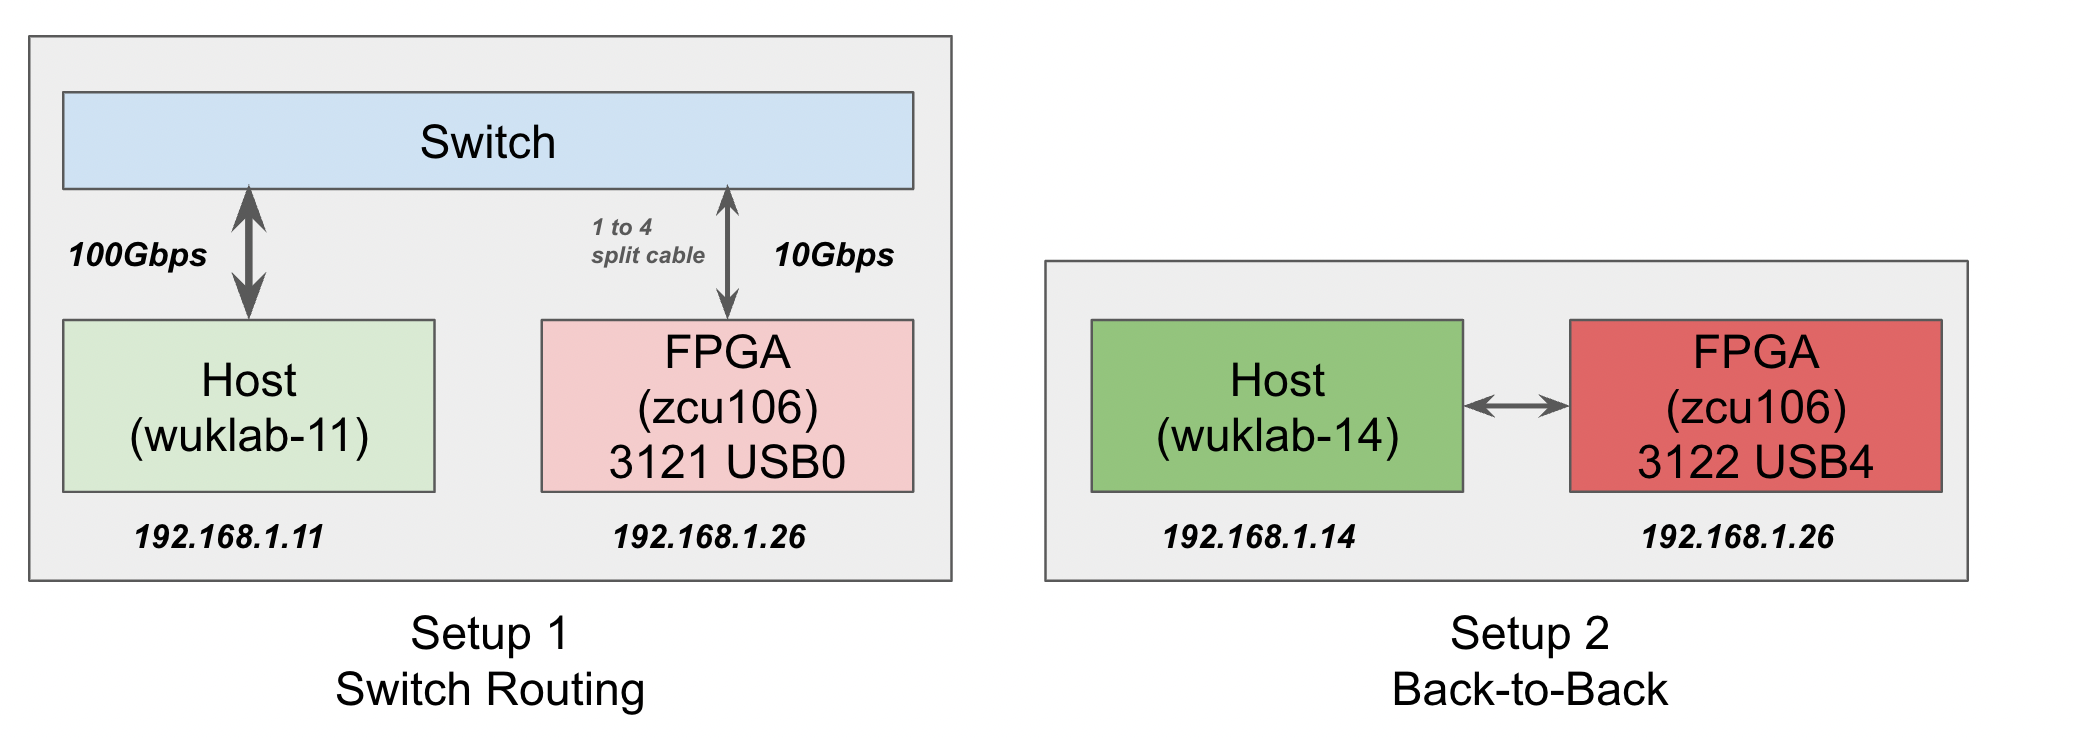 Switch
100Gbps
1 to 4
split cable
10Gbps
Host
(wuklab-11)
FPGA
(zcu106)
3121 USB0
192.168.1.11
192.168.1.26
Setup 1
Switch Routing
Host
(wuklab-14)
FPGA
(zcu106)
3122 USB4
192.168.1.14
192.168.1.26
Setup 2
Back-to-Back